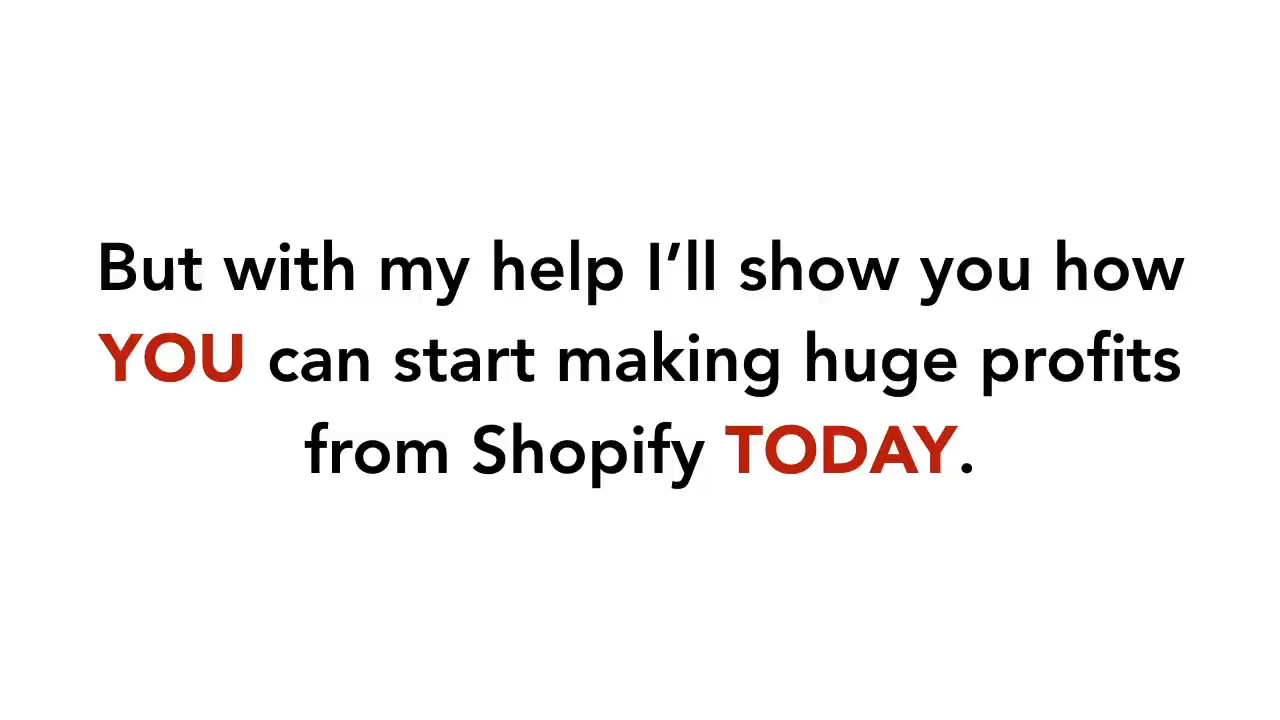 But with my help I’ll show you how
YOU can start making huge profits
from Shopify TODAY.